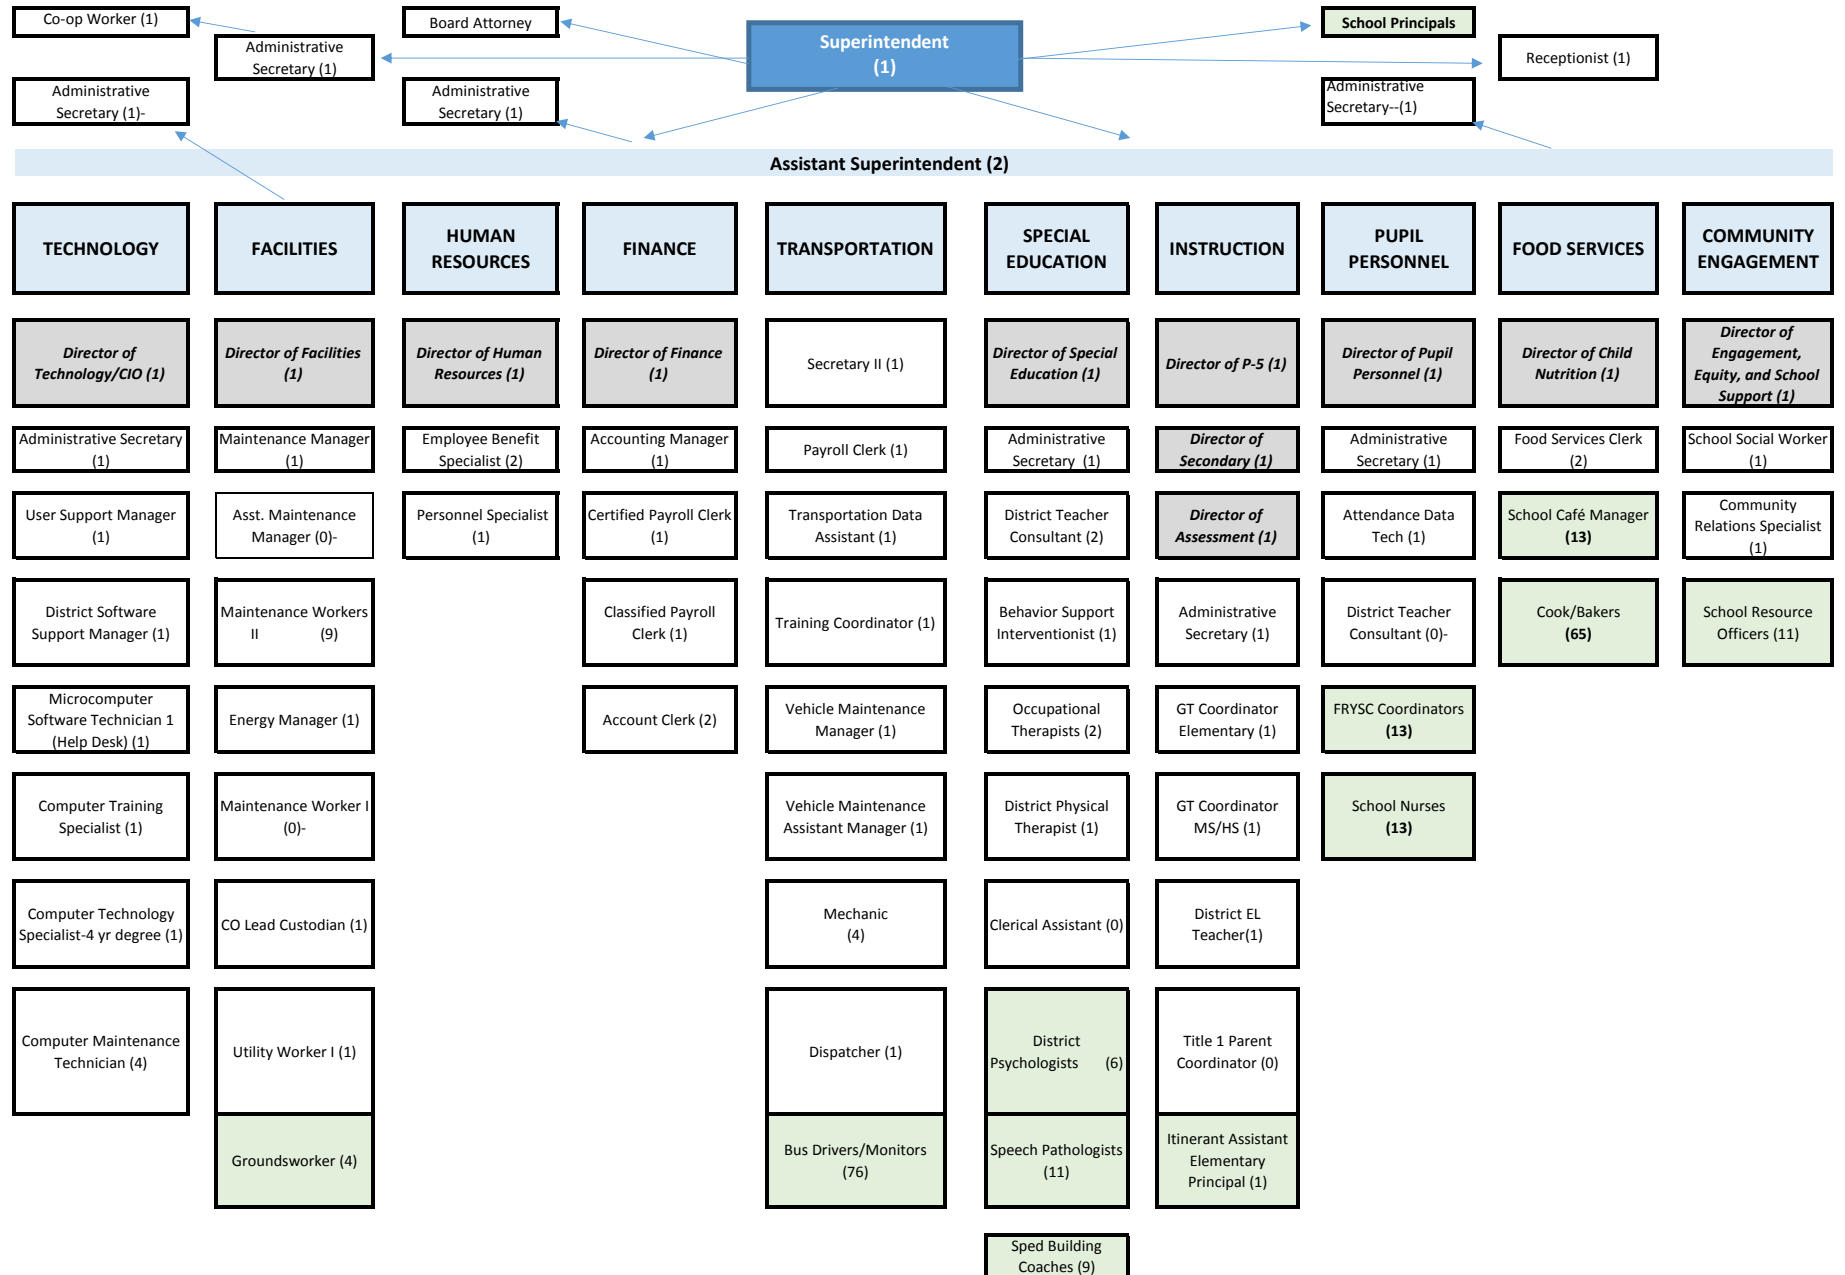 Co-op Worker (1)
Board Attorney
School Principals
Superintendent
(1)
Administrative
Secretary (1)
Receptionist (1)
Administrative
Secretary (1)-
Administrative
Secretary (1)
Administrative
Secretary--(1)
Assistant Superintendent (2)
TECHNOLOGY
FACILITIES
HUMAN
RESOURCES
FINANCE
TRANSPORTATION
SPECIAL
EDUCATION
INSTRUCTION
PUPIL
PERSONNEL
FOOD SERVICES
COMMUNITY
ENGAGEMENT
Director of
Technology/CIO (1)
Director of Facilities
(1)
Director of Human
Resources (1)
Director of Finance
(1)
Secretary II (1)
Director of Special
Education (1)
Director of P-5 (1)
Director of Pupil
Personnel (1)
Director of Child
Nutrition (1)
Director of
Engagement,
Equity, and School
Support (1)
Administrative Secretary
(1)
Maintenance Manager
(1)
Employee Benefit
Specialist (2)
Accounting Manager
(1)
Payroll Clerk (1)
Administrative
Secretary (1)
Director of
Secondary (1)
Administrative
Secretary (1)
Food Services Clerk
(2)
School Social Worker
(1)
User Support Manager
(1)
Asst. Maintenance
Manager (0)-
Personnel Specialist
(1)
Certified Payroll Clerk
(1)
Transportation Data
Assistant (1)
District Teacher
Consultant (2)
Director of
Assessment (1)
Attendance Data
Tech (1)
School Café Manager
(13)
Community
Relations Specialist
(1)
District Software
Support Manager (1)
Maintenance Workers
II (9)
Classified Payroll
Clerk (1)
Training Coordinator (1)
Behavior Support
Interventionist (1)
Administrative
Secretary (1)
District Teacher
Consultant (0)-
Cook/Bakers
(65)
School Resource
Officers (11)
Microcomputer
Software Technician 1
(Help Desk) (1)
Energy Manager (1)
Account Clerk (2)
Vehicle Maintenance
Manager (1)
Occupational
Therapists (2)
GT Coordinator
Elementary (1)
FRYSC Coordinators
(13)
Computer Training
Specialist (1)
Maintenance Worker I
(0)-
Vehicle Maintenance
Assistant Manager (1)
District Physical
Therapist (1)
GT Coordinator
MS/HS (1)
School Nurses
(13)
Computer Technology
Specialist-4 yr degree (1)
CO Lead Custodian (1)
Mechanic
(4)
Clerical Assistant (0)
District EL
Teacher(1)
Computer Maintenance
Technician (4)
Utility Worker I (1)
Dispatcher (1)
District
Psychologists (6)
Title 1 Parent
Coordinator (0)
Groundsworker (4)
Bus Drivers/Monitors
(76)
Speech Pathologists
(11)
Itinerant Assistant
Elementary
Principal (1)
Sped Building
Coaches (9)